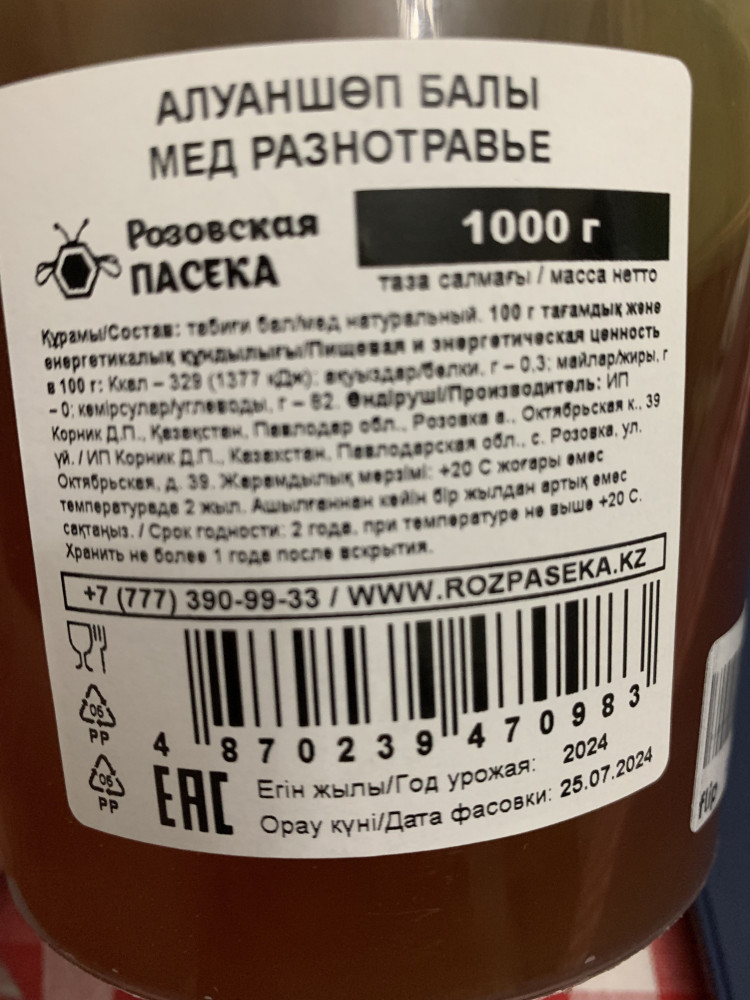 АЛУАНШӨП БАЛЫ
МЕД РАЗНОТРАВЬЕ
Розовская
ПАСЕКА
1000 г
таза салмағы / масса нетто
Құрамы/Состав: табиғи бал/мед натуральный. 100 г тағамдық және
энергетикалық құндылығы/Пищевая и энергетическая ценность
в 100 г: Ккал – 329 (1377 кДж); ақуыздар/белки, г – 0,3; майлар/жиры, г
– 0; көмірсулар/углеводы, г – 82. Өндіруші/Производитель: ИП
Корник Д.П., Қазақстан, Павлодар обл., Розовка а., Октябрьская к., 39
үй. / ИП Корник Д.П., Казахстан, Павлодарская обл., с. Розовка, ул.
Октябрьская, д. 39. Жарамдылық мерзімі: +20 С жоғары емес
температурада 2 жыл. Ашылғаннан кейін бір жылдан артық емес
сақтаңыз. / Срок годности: 2 года, при температуре не выше +20 С.
Хранить не более 1 года после вскрытия.
+7 (777) 390-99-33 / WWW.ROZPASEKA.KZ
05
PP
05
PP
4 870239 470983
EAC
Егін жылы/Год урожая: 2024
Орау күні/Дата фасовки: 25.07.2024